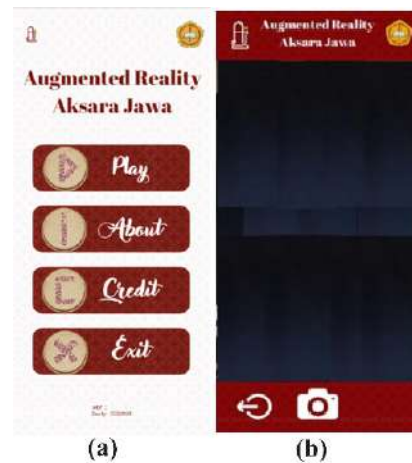 Augmented Reality
Aksara Jawa
Play
About
Credit
Exit
(a)
Augmented Reality
Aksara Jawa
(b)